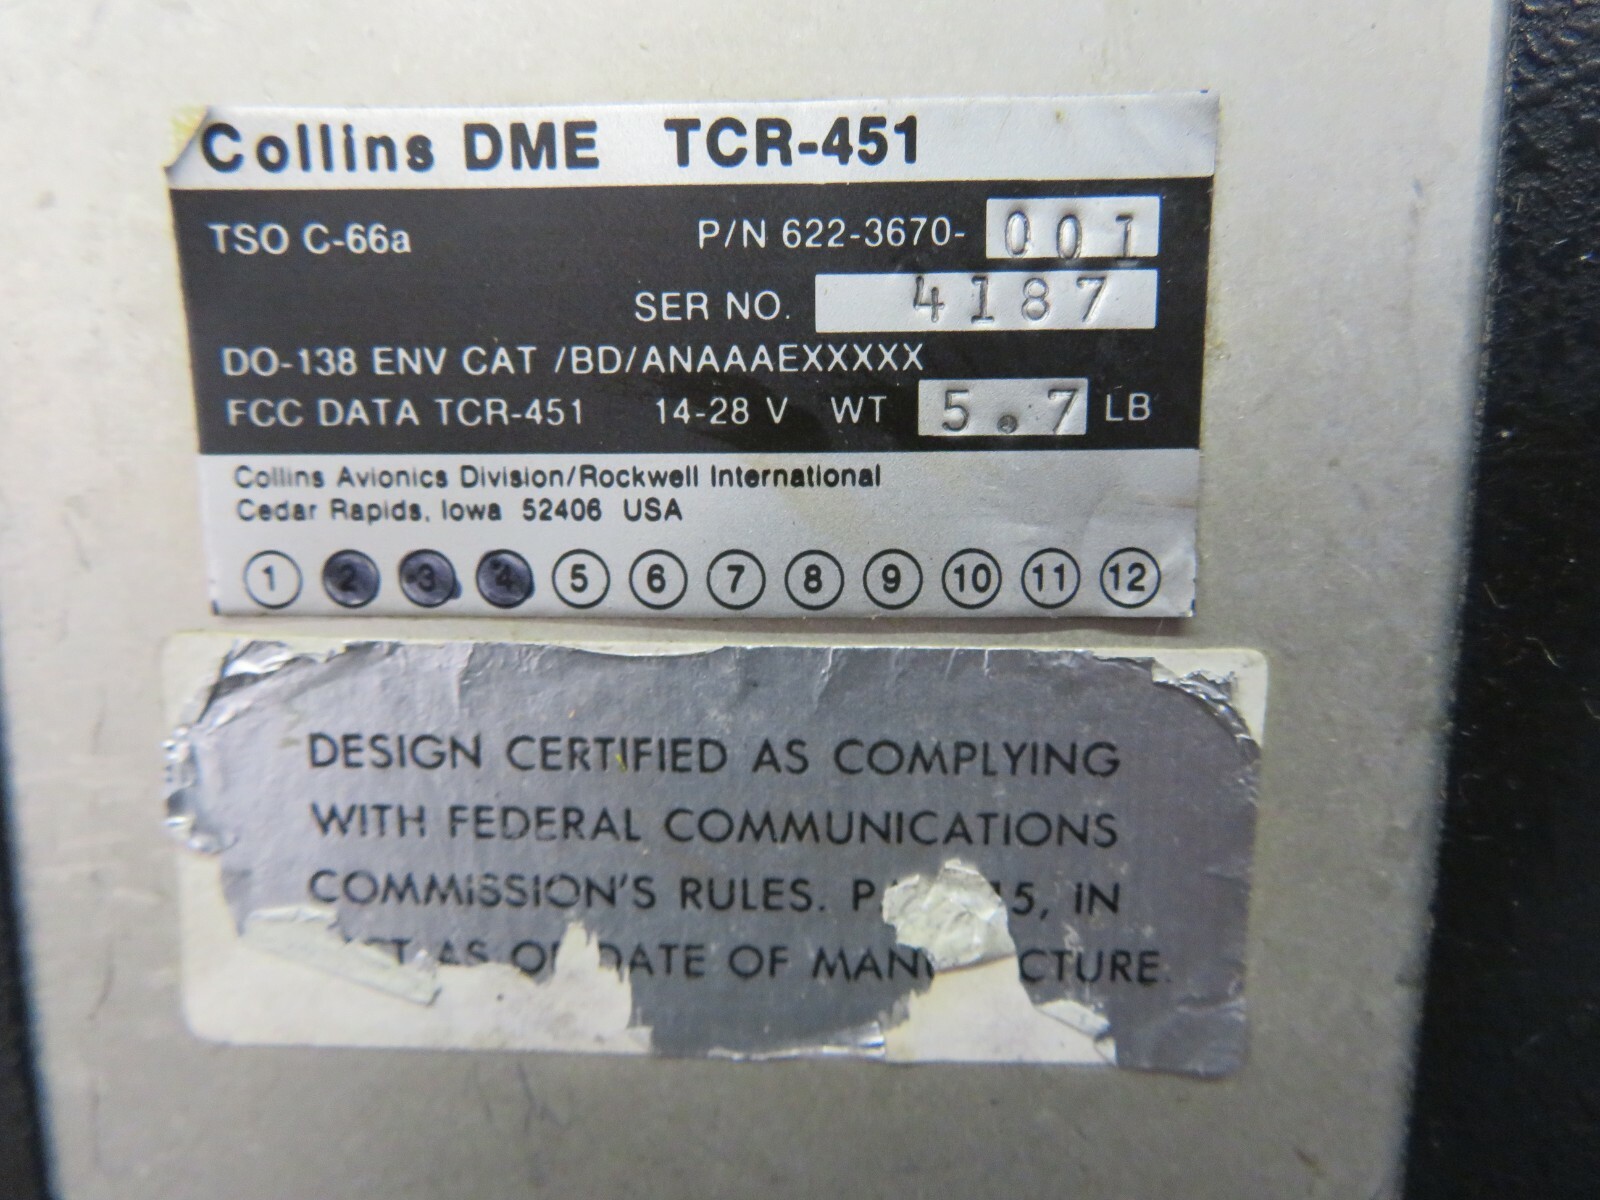 Collins DME TCR-451
TSO C-66a P/N 622-3670- 001
SER NO. 4187
DO-138 ENV CAT /BD/ANAAAEXXXXX
FCC DATA TCR-451 14-28 V WT 5.7 LB
Collins Avionics Division/Rockwell International
Cedar Rapids, Iowa 52406 USA
1 2 3 4 5 6 7 8 9 10 11 12
DESIGN CERTIFIED AS COMPLYING
WITH FEDERAL COMMUNICATIONS
COMMISSION'S RULES. 5, IN
AS OF DATE OF